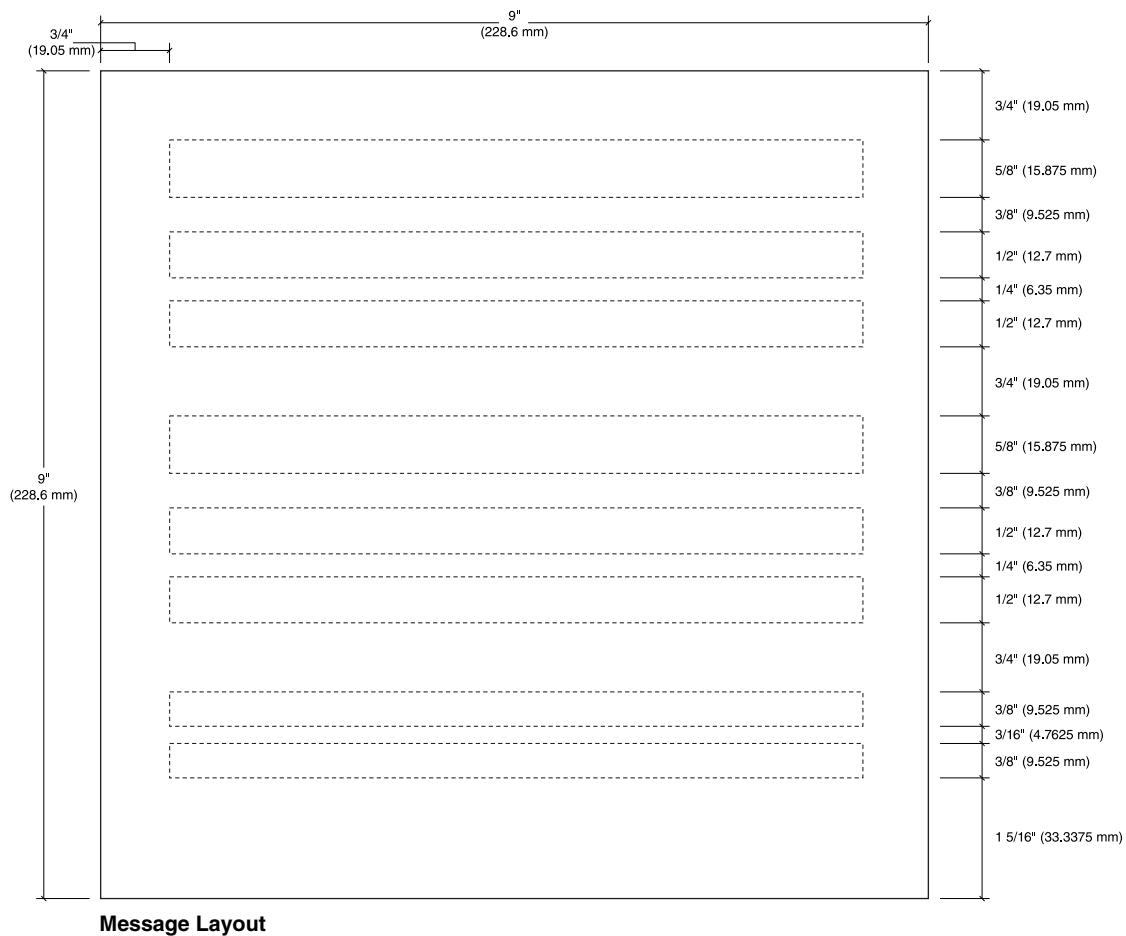 9"
(228.6 mm)
3/4"
(19.05 mm)
3/4" (19.05 mm)
5/8" (15.875 mm)
3/8" (9.525 mm)
1/2" (12.7 mm)
1/4" (6.35 mm)
1/2" (12.7 mm)
3/4" (19.05 mm)
5/8" (15.875 mm)
9"
(228.6 mm)
3/8" (9.525 mm)
1/2" (12.7 mm)
1/4" (6.35 mm)
1/2" (12.7 mm)
3/4" (19.05 mm)
3/8" (9.525 mm)
3/16" (4.7625 mm)
3/8" (9.525 mm)
1 5/16" (33.3375 mm)
Message Layout